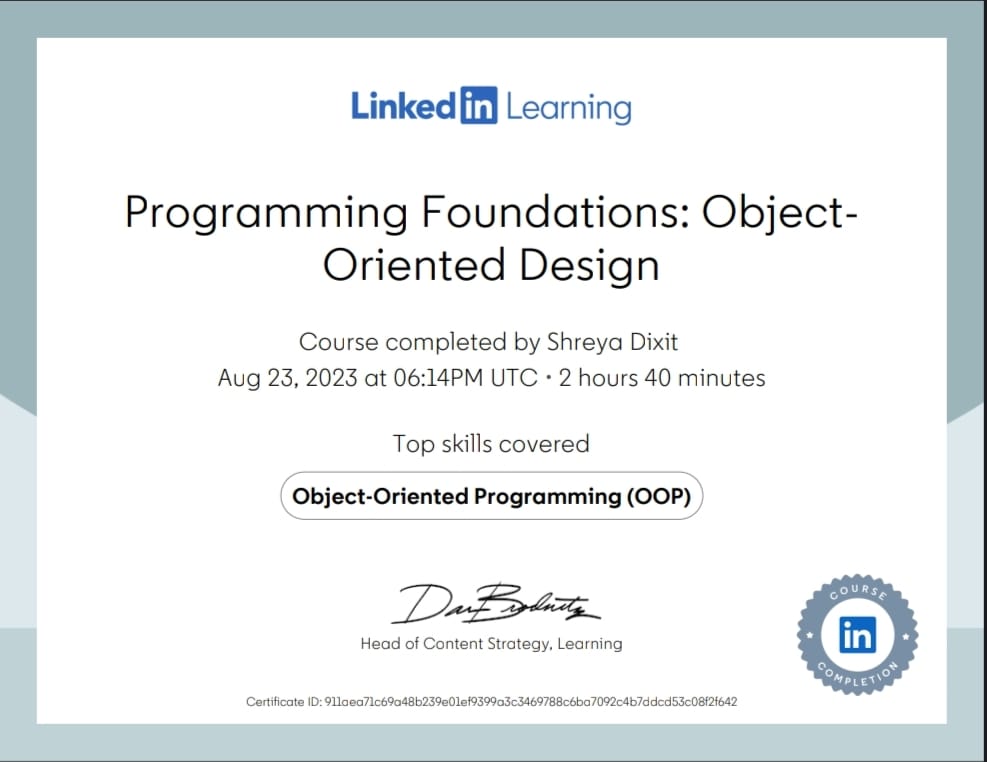 Linked in Learning
Programming Foundations: Object-
Oriented Design
Course completed by Shreya Dixit
Aug 23, 2023 at 06:14PM UTC • 2 hours 40 minutes
Top skills covered
Object-Oriented Programming (OOP)
Dan Brodnitz
Head of Content Strategy, Learning
COURSE
in
COMPLETION
Certificate ID: 911aea71c69a48b239e01ef9399a3c3469788c6ba7092c4b7ddcd53c08f2f642